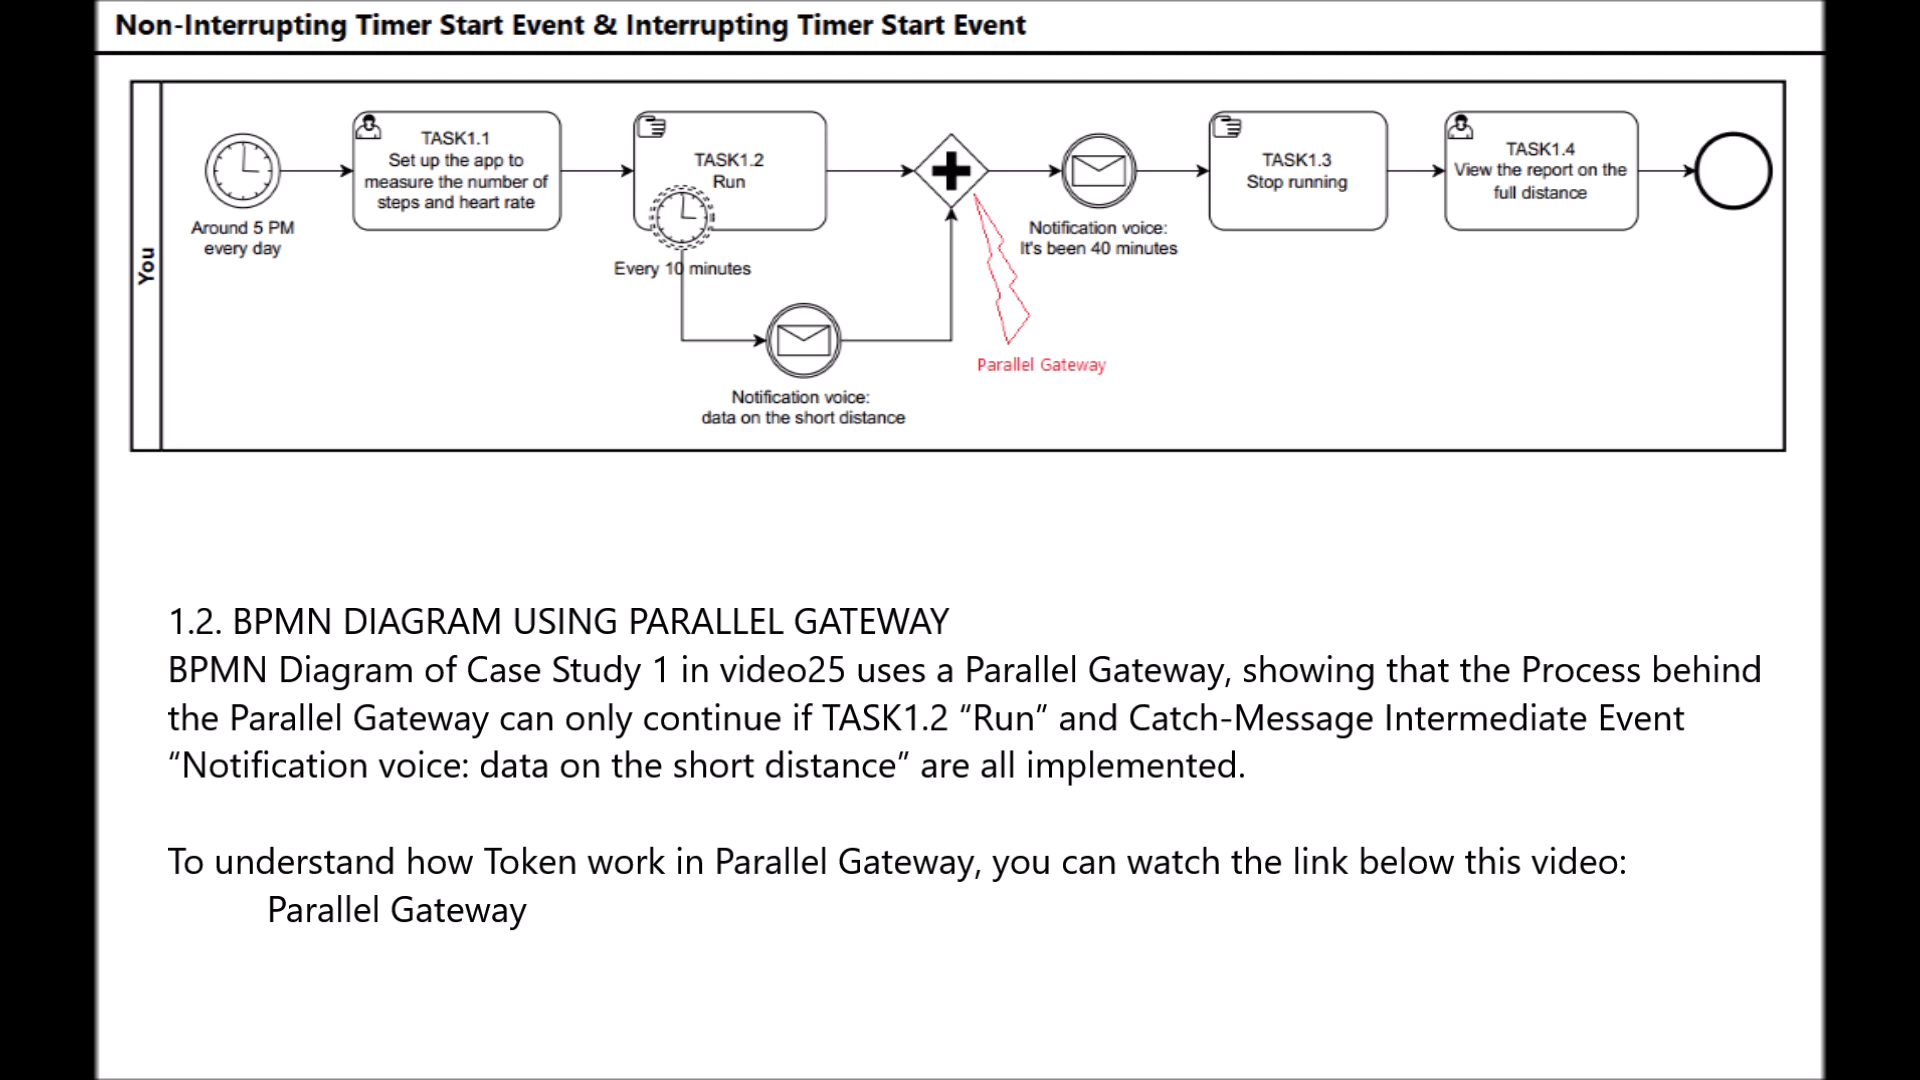 Non-Interrupting Timer Start Event & Interrupting Timer Start Event
You
Around 5 PM
every day
TASK1.1
Set up the app to
measure the number of
steps and heart rate
TASK1.2
Run
Every 10 minutes
Notification voice:
data on the short distance
Parallel Gateway
Notification voice:
It's been 40 minutes
TASK1.3
Stop running
TASK1.4
View the report on the
full distance
1.2. BPMN DIAGRAM USING PARALLEL GATEWAY
BPMN Diagram of Case Study 1 in video25 uses a Parallel Gateway, showing that the Process behind
the Parallel Gateway can only continue if TASK1.2 “Run” and Catch-Message Intermediate Event
“Notification voice: data on the short distance” are all implemented.
To understand how Token work in Parallel Gateway, you can watch the link below this video:
Parallel Gateway